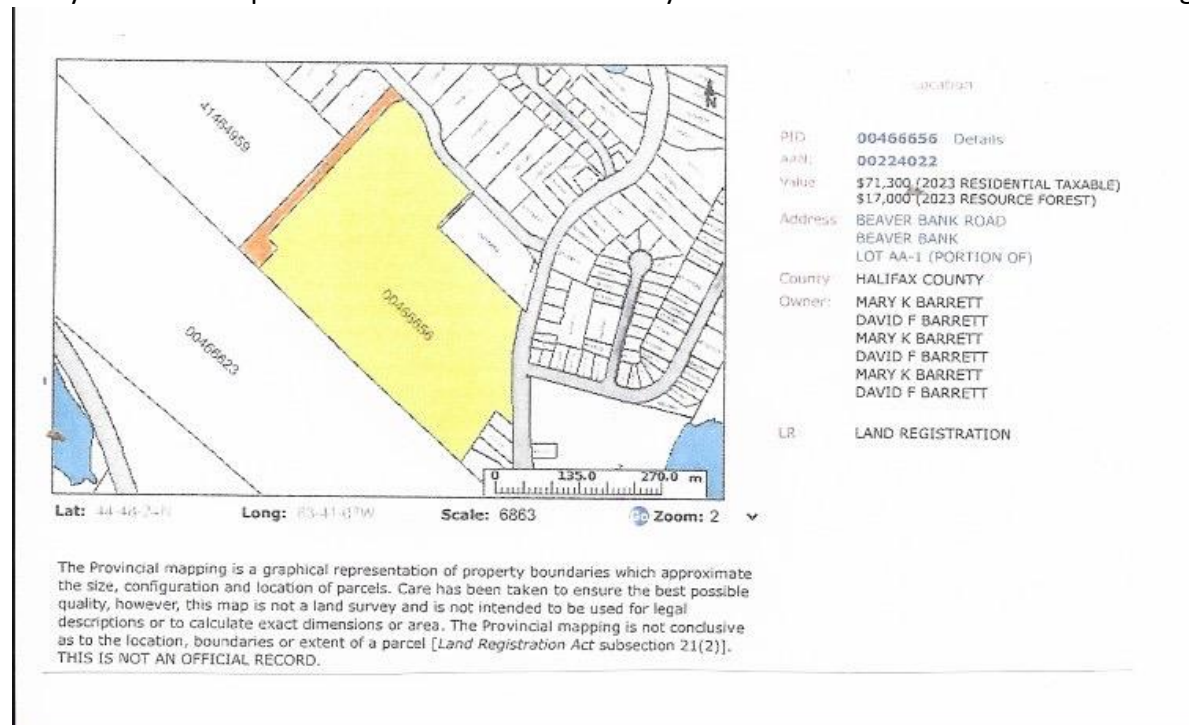 Location
41464959
00466656
00466623
N
0 135.0 270.0 m
Lat: 44-48-24N Long: Scale: 6863 Go Zoom: 2
PID 00466656 Details
AAN: 00224022
Value $71,300 (2023 RESIDENTIAL TAXABLE)
$17,000 (2023 RESOURCE FOREST)
Address BEAVER BANK ROAD
BEAVER BANK
LOT AA-1 (PORTION OF)
County HALIFAX COUNTY
Owner: MARY K BARRETT
DAVID F BARRETT
MARY K BARRETT
DAVID F BARRETT
MARY K BARRETT
DAVID F BARRETT
LR LAND REGISTRATION
The Provincial mapping is a graphical representation of property boundaries which approximate
the size, configuration and location of parcels. Care has been taken to ensure the best possible
quality, however, this map is not a land survey and is not intended to be used for legal
descriptions or to calculate exact dimensions or area. The Provincial mapping is not conclusive
as to the location, boundaries or extent of a parcel [Land Registration Act subsection 21(2)].
THIS IS NOT AN OFFICIAL RECORD.